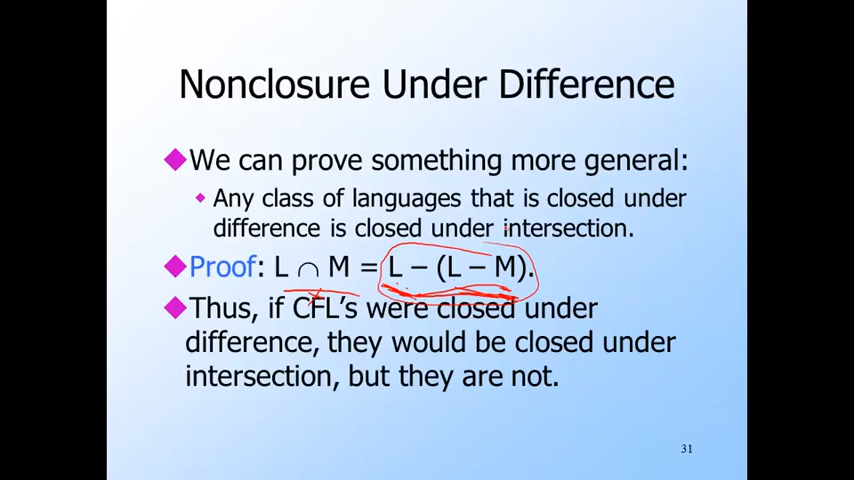 Nonclosure Under Difference
We can prove something more general:
Any class of languages that is closed under
difference is closed under intersection.
Proof: L ∩ M = L – (L – M).
Thus, if CFL's were closed under
difference, they would be closed under
intersection, but they are not.
31